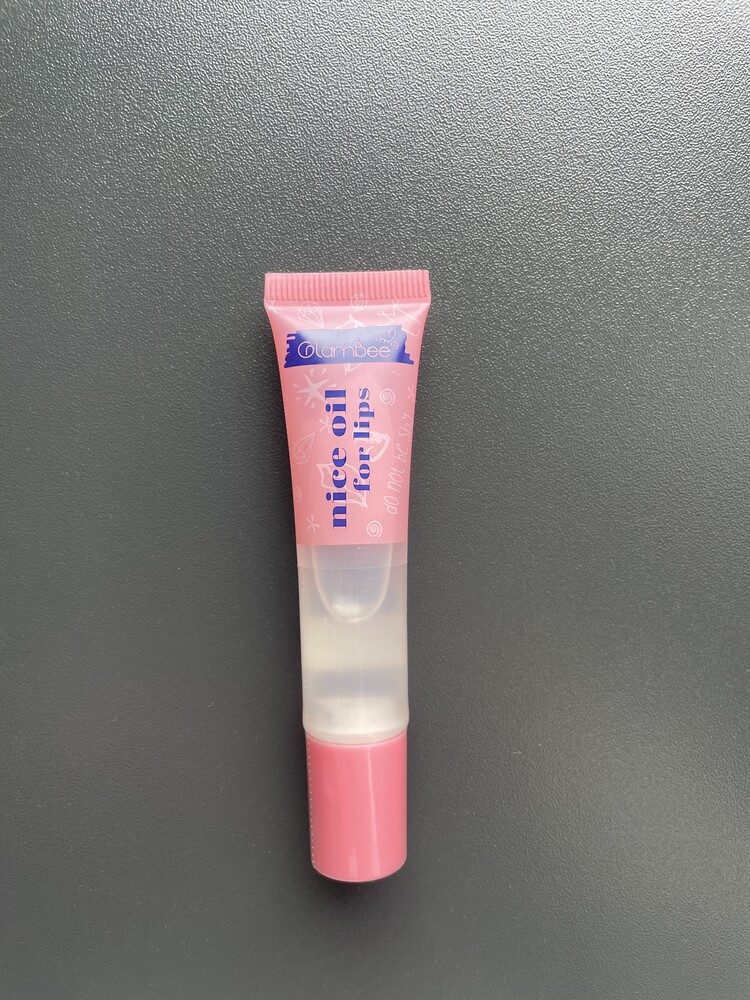 GlamBee
nice oil
for lips
do not be shy